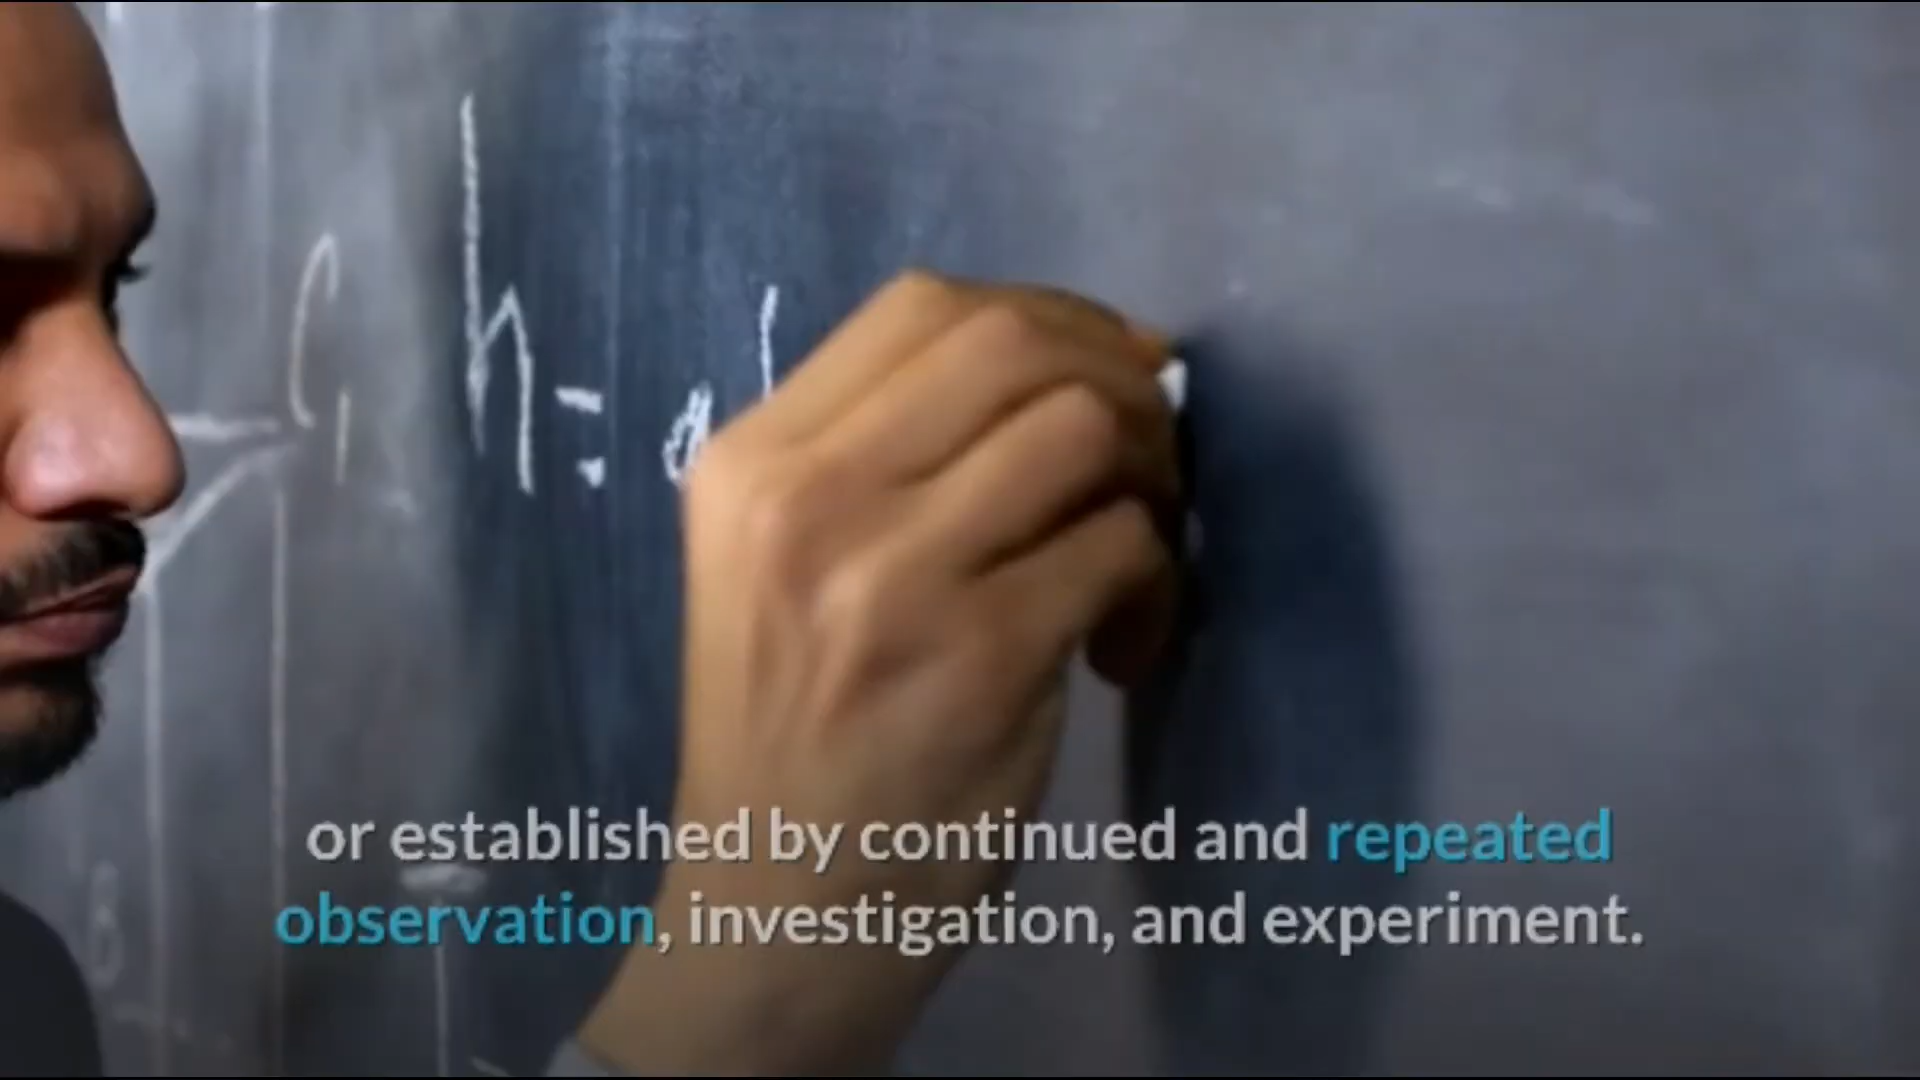 h = a
or established by continued and repeated
observation, investigation, and experiment.